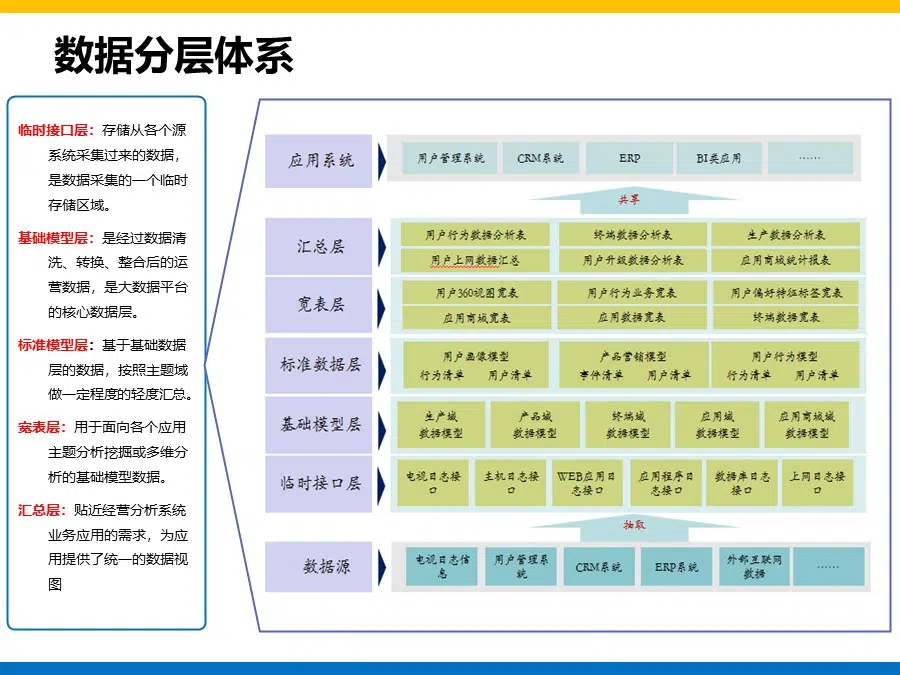 数据分层体系
临时接口层：存储从各个源
系统采集过来的数据，
是数据采集的一个临时
存储区域。
基础模型层：是经过数据清
洗、转换、整合后的运
营数据，是大数据平台
的核心数据层。
标准模型层：基于基础数据
层的数据，按照主题域
做一定程度的轻度汇总。
宽表层：用于面向各个应用
主题分析挖掘或多维分
析的基础模型数据。
汇总层：贴近经营分析系统
业务应用的需求，为应
用提供了统一的数据视
图
应用系统
用户管理系统
CRM系统
ERP
BI类应用
……
共享
汇总层
用户行为数据分析表
终端数据分析表
生产数据分析表
用户上网数据汇总
用户升级数据分析表
应用商城统计报表
宽表层
用户360视图宽表
用户行为业务宽表
用户偏好特征标签宽表
应用商城宽表
应用数据宽表
终端数据宽表
标准数据层
用户画像模型
行为清单 用户清单
产品营销模型
事件清单 用户清单
用户行为模型
行为清单 用户清单
基础模型层
生产域
数据模型
产品域
数据模型
终端域
数据模型
应用域
数据模型
应用商城域
数据模型
临时接口层
电视日志接
口
主机日志接
口
WEB应用日
志接口
应用程序日
志接口
数据库日志
接口
上网日志接
口
抽取
数据源
电视日志信
息
用户管理系
统
CRM系统
ERP系统
外部互联网
数据
……